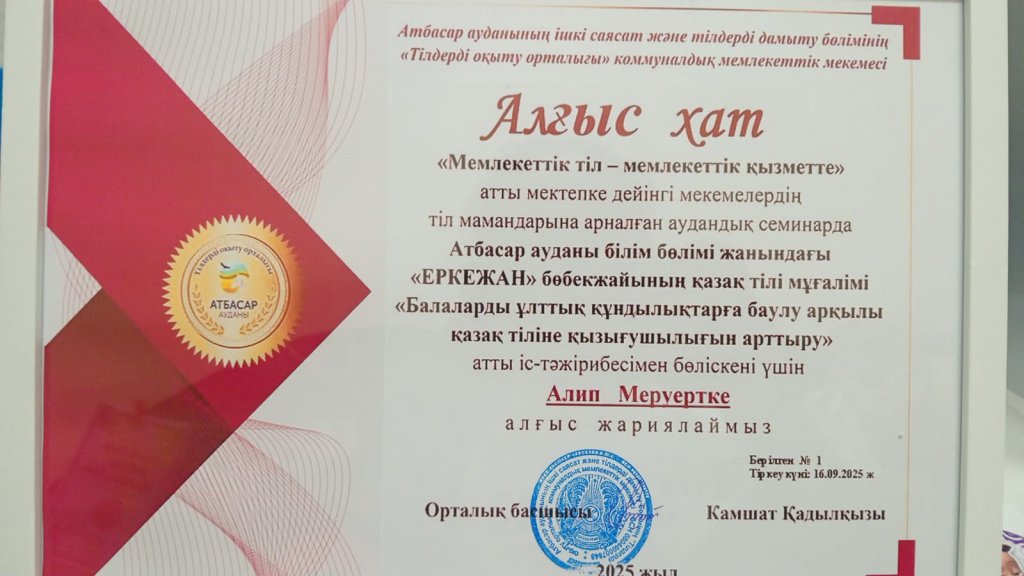 Атбасар ауданының ішкі саясат және тілдерді дамыту бөлімінің
«Тілдерді оқыту орталығы» коммуналдық мемлекеттік мекемесі
Алғыс хат
«Мемлекеттік тіл – мемлекеттік қызметте»
атты мектепке дейінгі мекемелердің
тіл мамандарына арналған аудандық семинарда
Атбасар ауданы білім бөлімі жанындағы
«ЕРКЕЖАН» бөбекжайының қазақ тілі мұғалімі
«Балаларды ұлттық құндылықтарға баулу арқылы
қазақ тіліне қызығушылығын арттыру»
атты іс-тәжірибесімен бөліскені үшін
Алип Меруертке
алғыс жариялаймыз
Тілдерді оқыту орталығы
АТБАСАР
АУДАНЫ
Берілген № 1
Тіркеу күні: 16.09.2025 ж
Орталық басшысы
Камшат Қадылқызы
2025 жыл